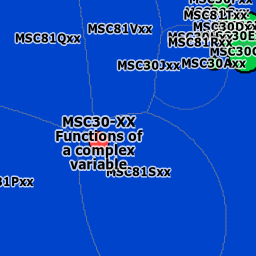 MSC81Txx
MSC81Vxx
MSC30Dxx
MSC81Qxx
MSC81Rxx
MSC30Jxx
MSC30Axx
MSC30-XX
Functions of
a complex
variable
MSC81Sxx
81Pxx